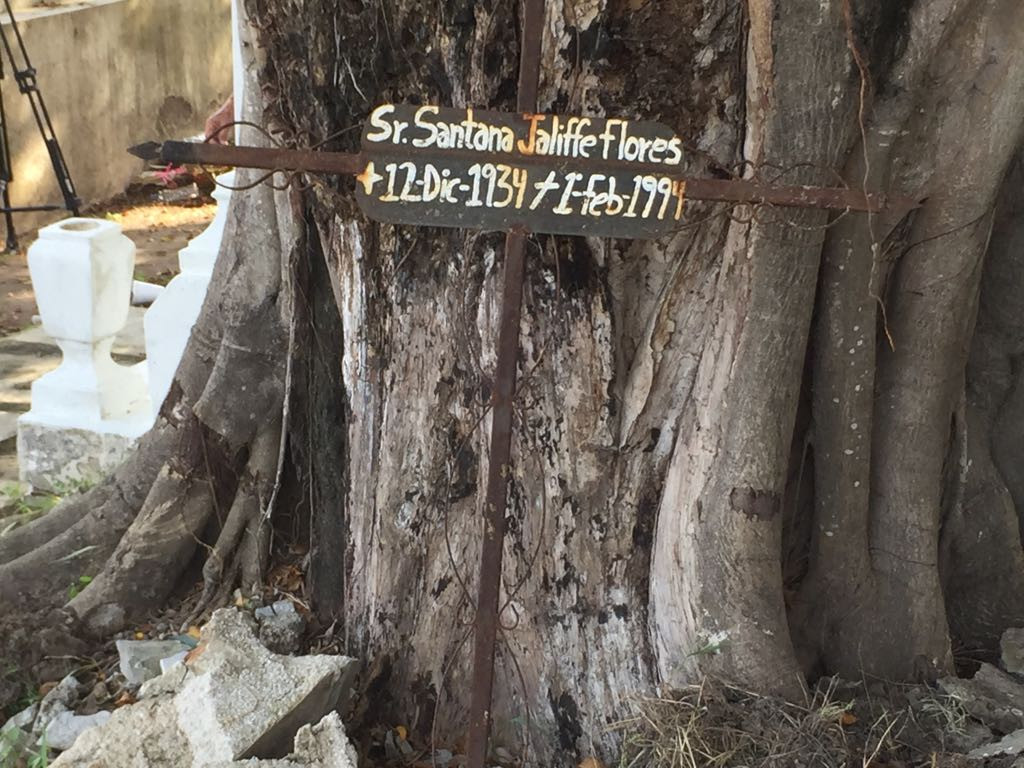 Sr. Santana Jaliffe flores
+ 12-Dic-1934 + 1-feb-1994